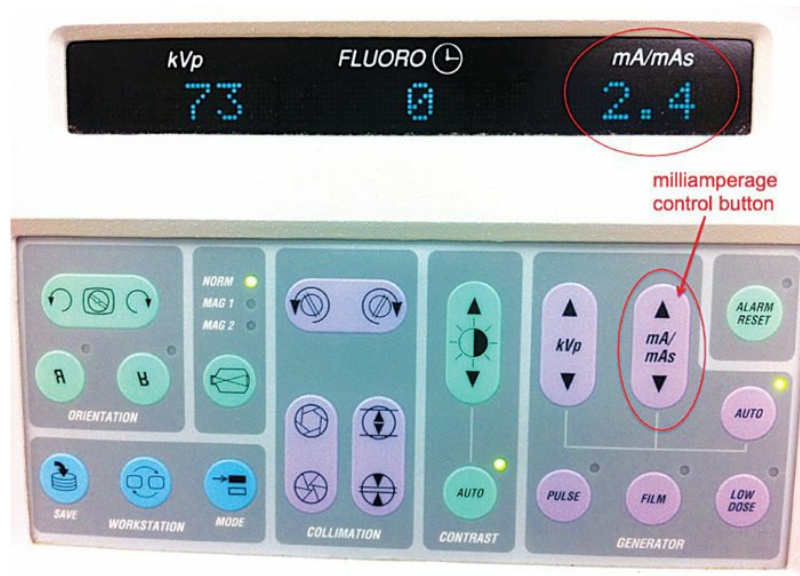 kVp FLUORO mA/mAs
73 0 2.4
milliamperage
control button
NORM
MAG 1
MAG 2
ORIENTATION
SAVE
WORKSTATION
MODE
COLLIMATION
AUTO
CONTRAST
kVp
mA/
mAs
ALARM
RESET
AUTO
PULSE
FILM
LOW
DOSE
GENERATOR